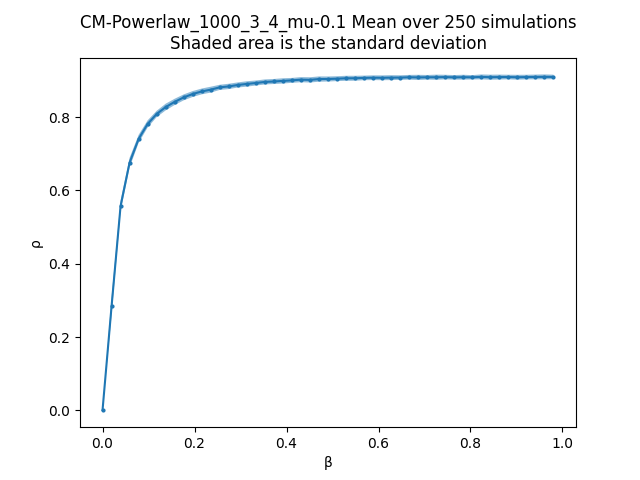 CM-Powerlaw_1000_3_4_mu-0.1 Mean over 250 simulations
Shaded area is the standard deviation
0.8
0.6
ρ
0.4
0.2
0.0
0.0 0.2 0.4 0.6 0.8 1.0
β